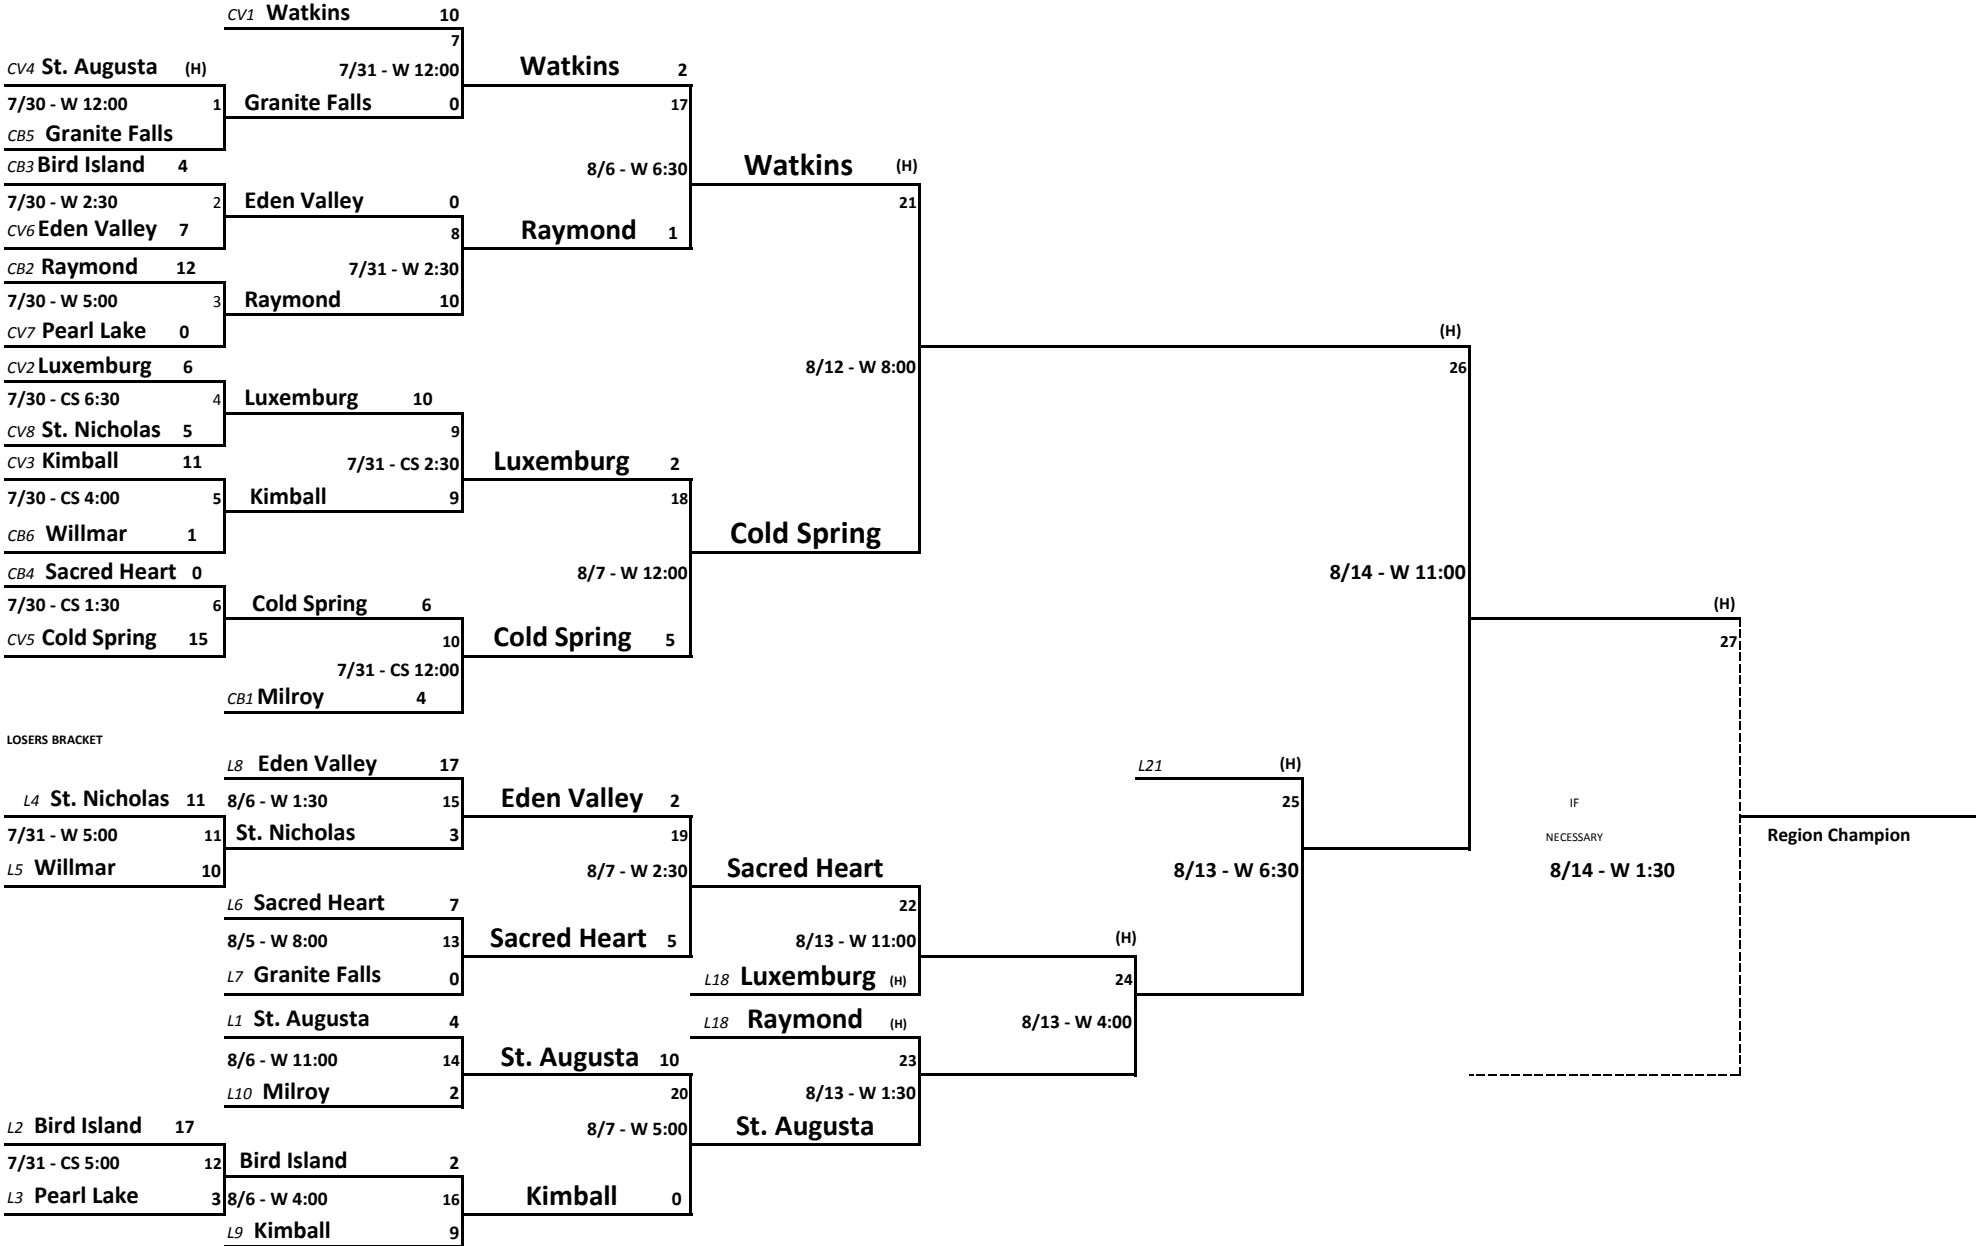 CV1 Watkins 10
7
CV4 St. Augusta (H)
7/31 - W 12:00
Watkins 2
7/30 - W 12:00 1
Granite Falls 0
17
CB5 Granite Falls
CB3 Bird Island 4
8/6 - W 6:30
Watkins (H)
7/30 - W 2:30 2
Eden Valley 0
21
CV6 Eden Valley 7
8
Raymond 1
CB2 Raymond 12
7/31 - W 2:30
7/30 - W 5:00 3
Raymond 10
CV7 Pearl Lake 0
(H)
CV2 Luxemburg 6
8/12 - W 8:00
26
7/30 - CS 6:30 4
Luxemburg 10
CV8 St. Nicholas 5
9
CV3 Kimball 11
7/31 - CS 2:30
Luxemburg 2
7/30 - CS 4:00 5
Kimball 9
18
CB6 Willmar 1
Cold Spring
CB4 Sacred Heart 0
8/7 - W 12:00
8/14 - W 11:00
7/30 - CS 1:30 6
Cold Spring 6
(H)
CV5 Cold Spring 15
10
Cold Spring 5
27
7/31 - CS 12:00
CB1 Milroy 4
LOSERS BRACKET
L8 Eden Valley 17
L21 (H)
L4 St. Nicholas 11
8/6 - W 1:30 15
Eden Valley 2
25
IF
7/31 - W 5:00 11
St. Nicholas 3
19
NECESSARY
Region Champion
L5 Willmar 10
8/7 - W 2:30
Sacred Heart
8/13 - W 6:30
8/14 - W 1:30
L6 Sacred Heart 7
22
8/5 - W 8:00 13
Sacred Heart 5
8/13 - W 11:00
(H)
L7 Granite Falls 0
L18 Luxemburg (H)
24
L1 St. Augusta 4
L18 Raymond (H)
8/13 - W 4:00
8/6 - W 11:00 14
St. Augusta 10
23
L10 Milroy 2
20
8/13 - W 1:30
L2 Bird Island 17
8/7 - W 5:00
St. Augusta
7/31 - CS 5:00 12
Bird Island 2
L3 Pearl Lake 3
8/6 - W 4:00 16
Kimball 0
L9 Kimball 9